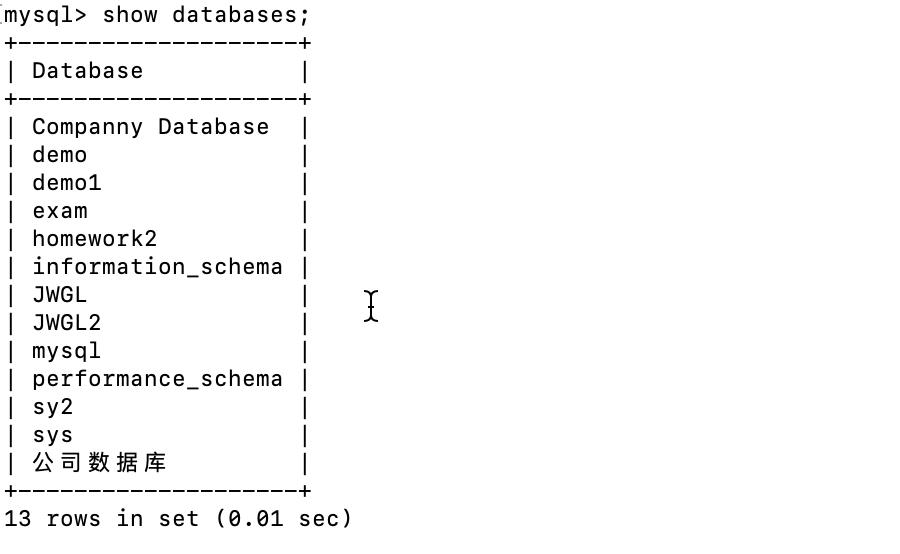 mysql> show databases;
+--------------------+
| Database           |
+--------------------+
| Companny Database  |
| demo               |
| demo1              |
| exam               |
| homework2          |
| information_schema |
| JWGL               |
| JWGL2              |
| mysql              |
| performance_schema |
| sy2                |
| sys                |
| 公司数据库          |
+--------------------+
13 rows in set (0.01 sec)